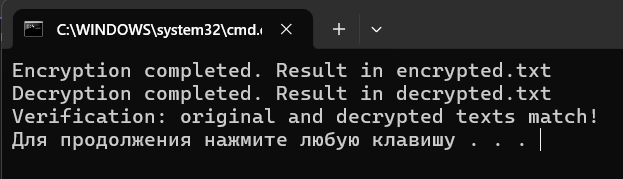 C:\WINDOWS\system32\cmd.
Encryption completed. Result in encrypted.txt
Decryption completed. Result in decrypted.txt
Verification: original and decrypted texts match!
Для продолжения нажмите любую клавишу . . .